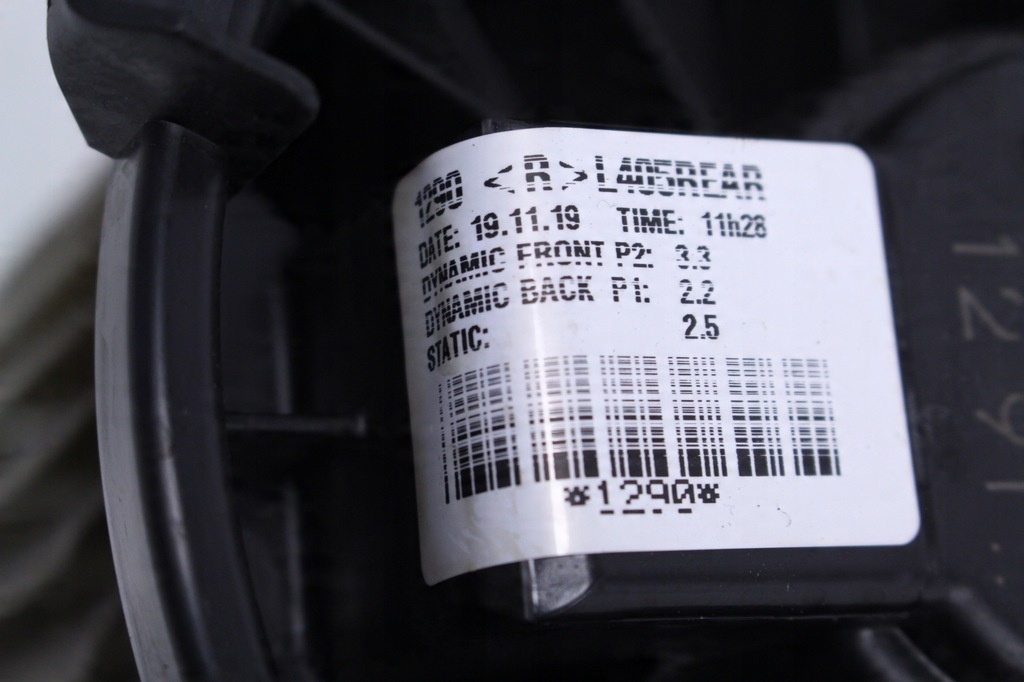 1290 <R> L405REAR
DATE: 19.11.19 TIME: 11h28
DYNAMIC FRONT P2: 3.3
DYNAMIC BACK P1: 2.2
STATIC: 2.5
*1290*